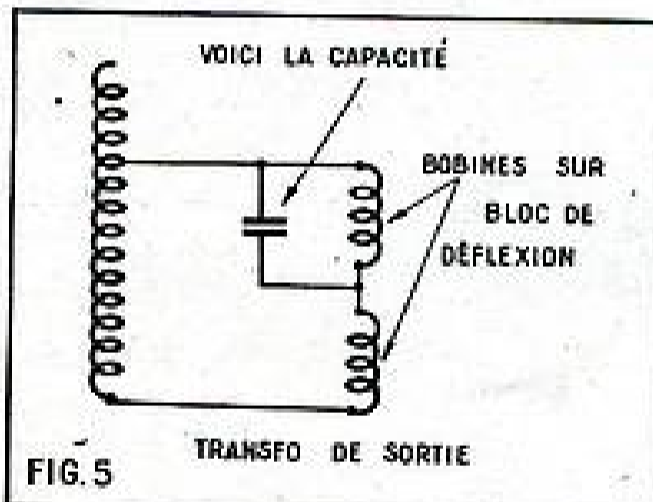 VOICI LA CAPACITÉ
BOBINES SUR
BLOC DE
DÉFLEXION
TRANSFO DE SORTIE
FIG. 5